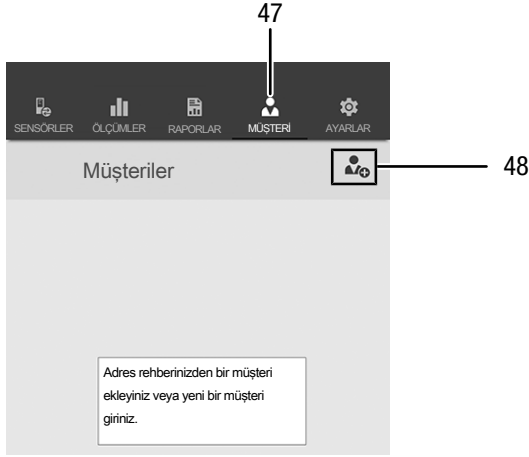 47
SENSÖRLER ÖLÇÜMLER RAPORLAR MÜŞTERİ AYARLAR
Müşteriler
48
Adres rehberinizden bir müşteri
ekleyiniz veya yeni bir müşteri
giriniz.